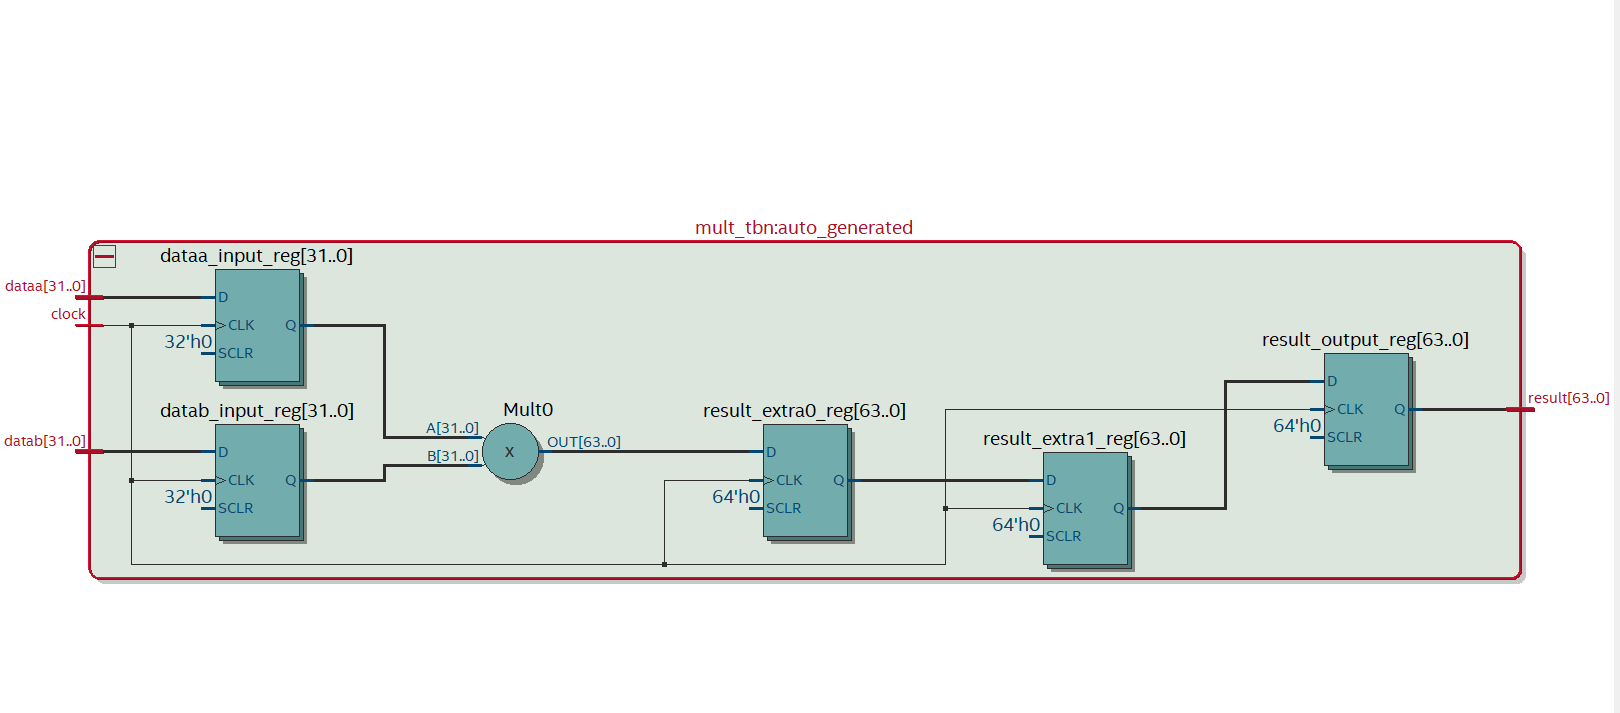 mult_tbn:auto_generated
dataa_input_reg[31..0]
dataa[31..0]
D
clock
CLK
Q
32'h0
SCLR
datab_input_reg[31..0]
datab[31..0]
D
CLK
Q
32'h0
SCLR
Mult0
A[31..0]
B[31..0]
x
OUT[63..0]
result_extra0_reg[63..0]
D
CLK
Q
64'h0
SCLR
result_extra1_reg[63..0]
D
CLK
Q
64'h0
SCLR
result_output_reg[63..0]
D
CLK
Q
64'h0
SCLR
result[63..0]